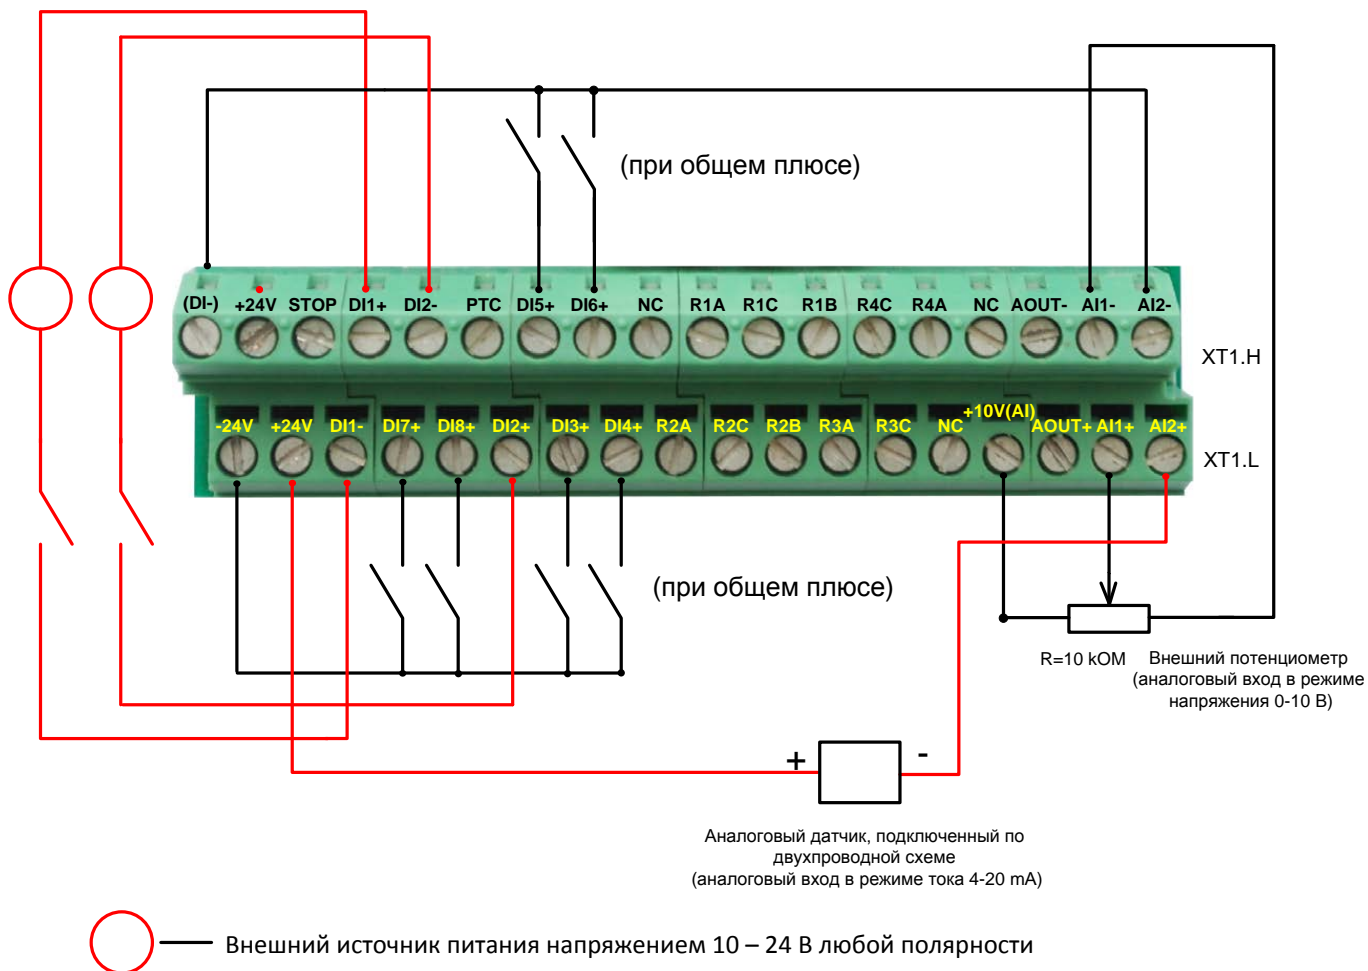 (при общем плюсе)
(DI-) +24V STOP DI1+ DI2- PTC DI5+ DI6+ NC R1A R1C R1B R4C R4A NC AOUT- AI1- AI2-
XT1.H
-24V +24V DI1- DI7+ DI8+ DI2+ DI3+ DI4+ R2A R2C R2B R3A R3C NC +10V(AI) AOUT+ AI1+ AI2+
XT1.L
(при общем плюсе)
R=10 kOM
Внешний потенциометр
(аналоговый вход в режиме
напряжения 0-10 В)
+ -
Аналоговый датчик, подключенный по
двухпроводной схеме
(аналоговый вход в режиме тока 4-20 mA)
Внешний источник питания напряжением 10 – 24 В любой полярности